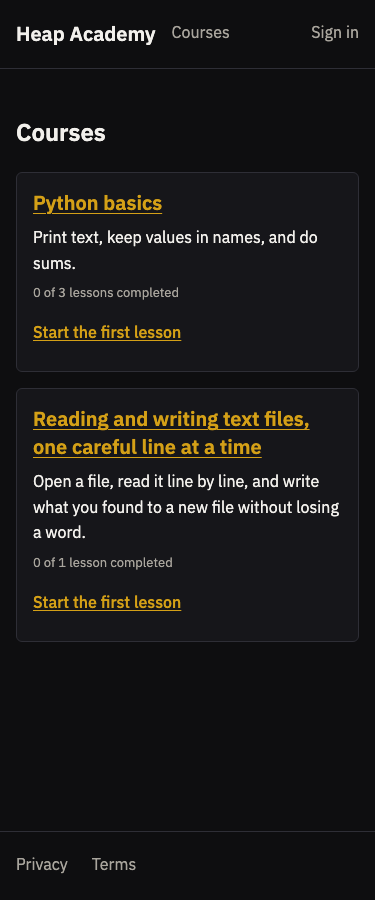 Heap Academy Courses Sign in
Courses
Python basics
Print text, keep values in names, and do
sums.
0 of 3 lessons completed
Start the first lesson
Reading and writing text files,
one careful line at a time
Open a file, read it line by line, and write
what you found to a new file without losing
a word.
0 of 1 lesson completed
Start the first lesson
Privacy Terms